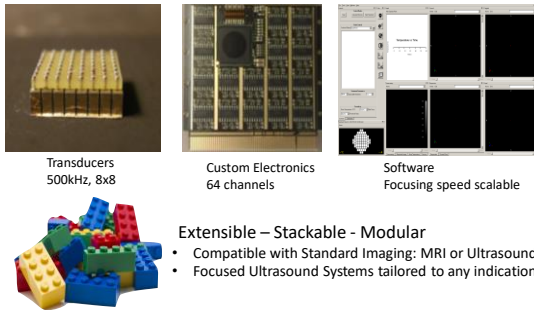 Transducers
500kHz, 8x8
Custom Electronics
64 channels
Software
Focusing speed scalable
Extensible – Stackable - Modular
• Compatible with Standard Imaging: MRI or Ultrasound
• Focused Ultrasound Systems tailored to any indication